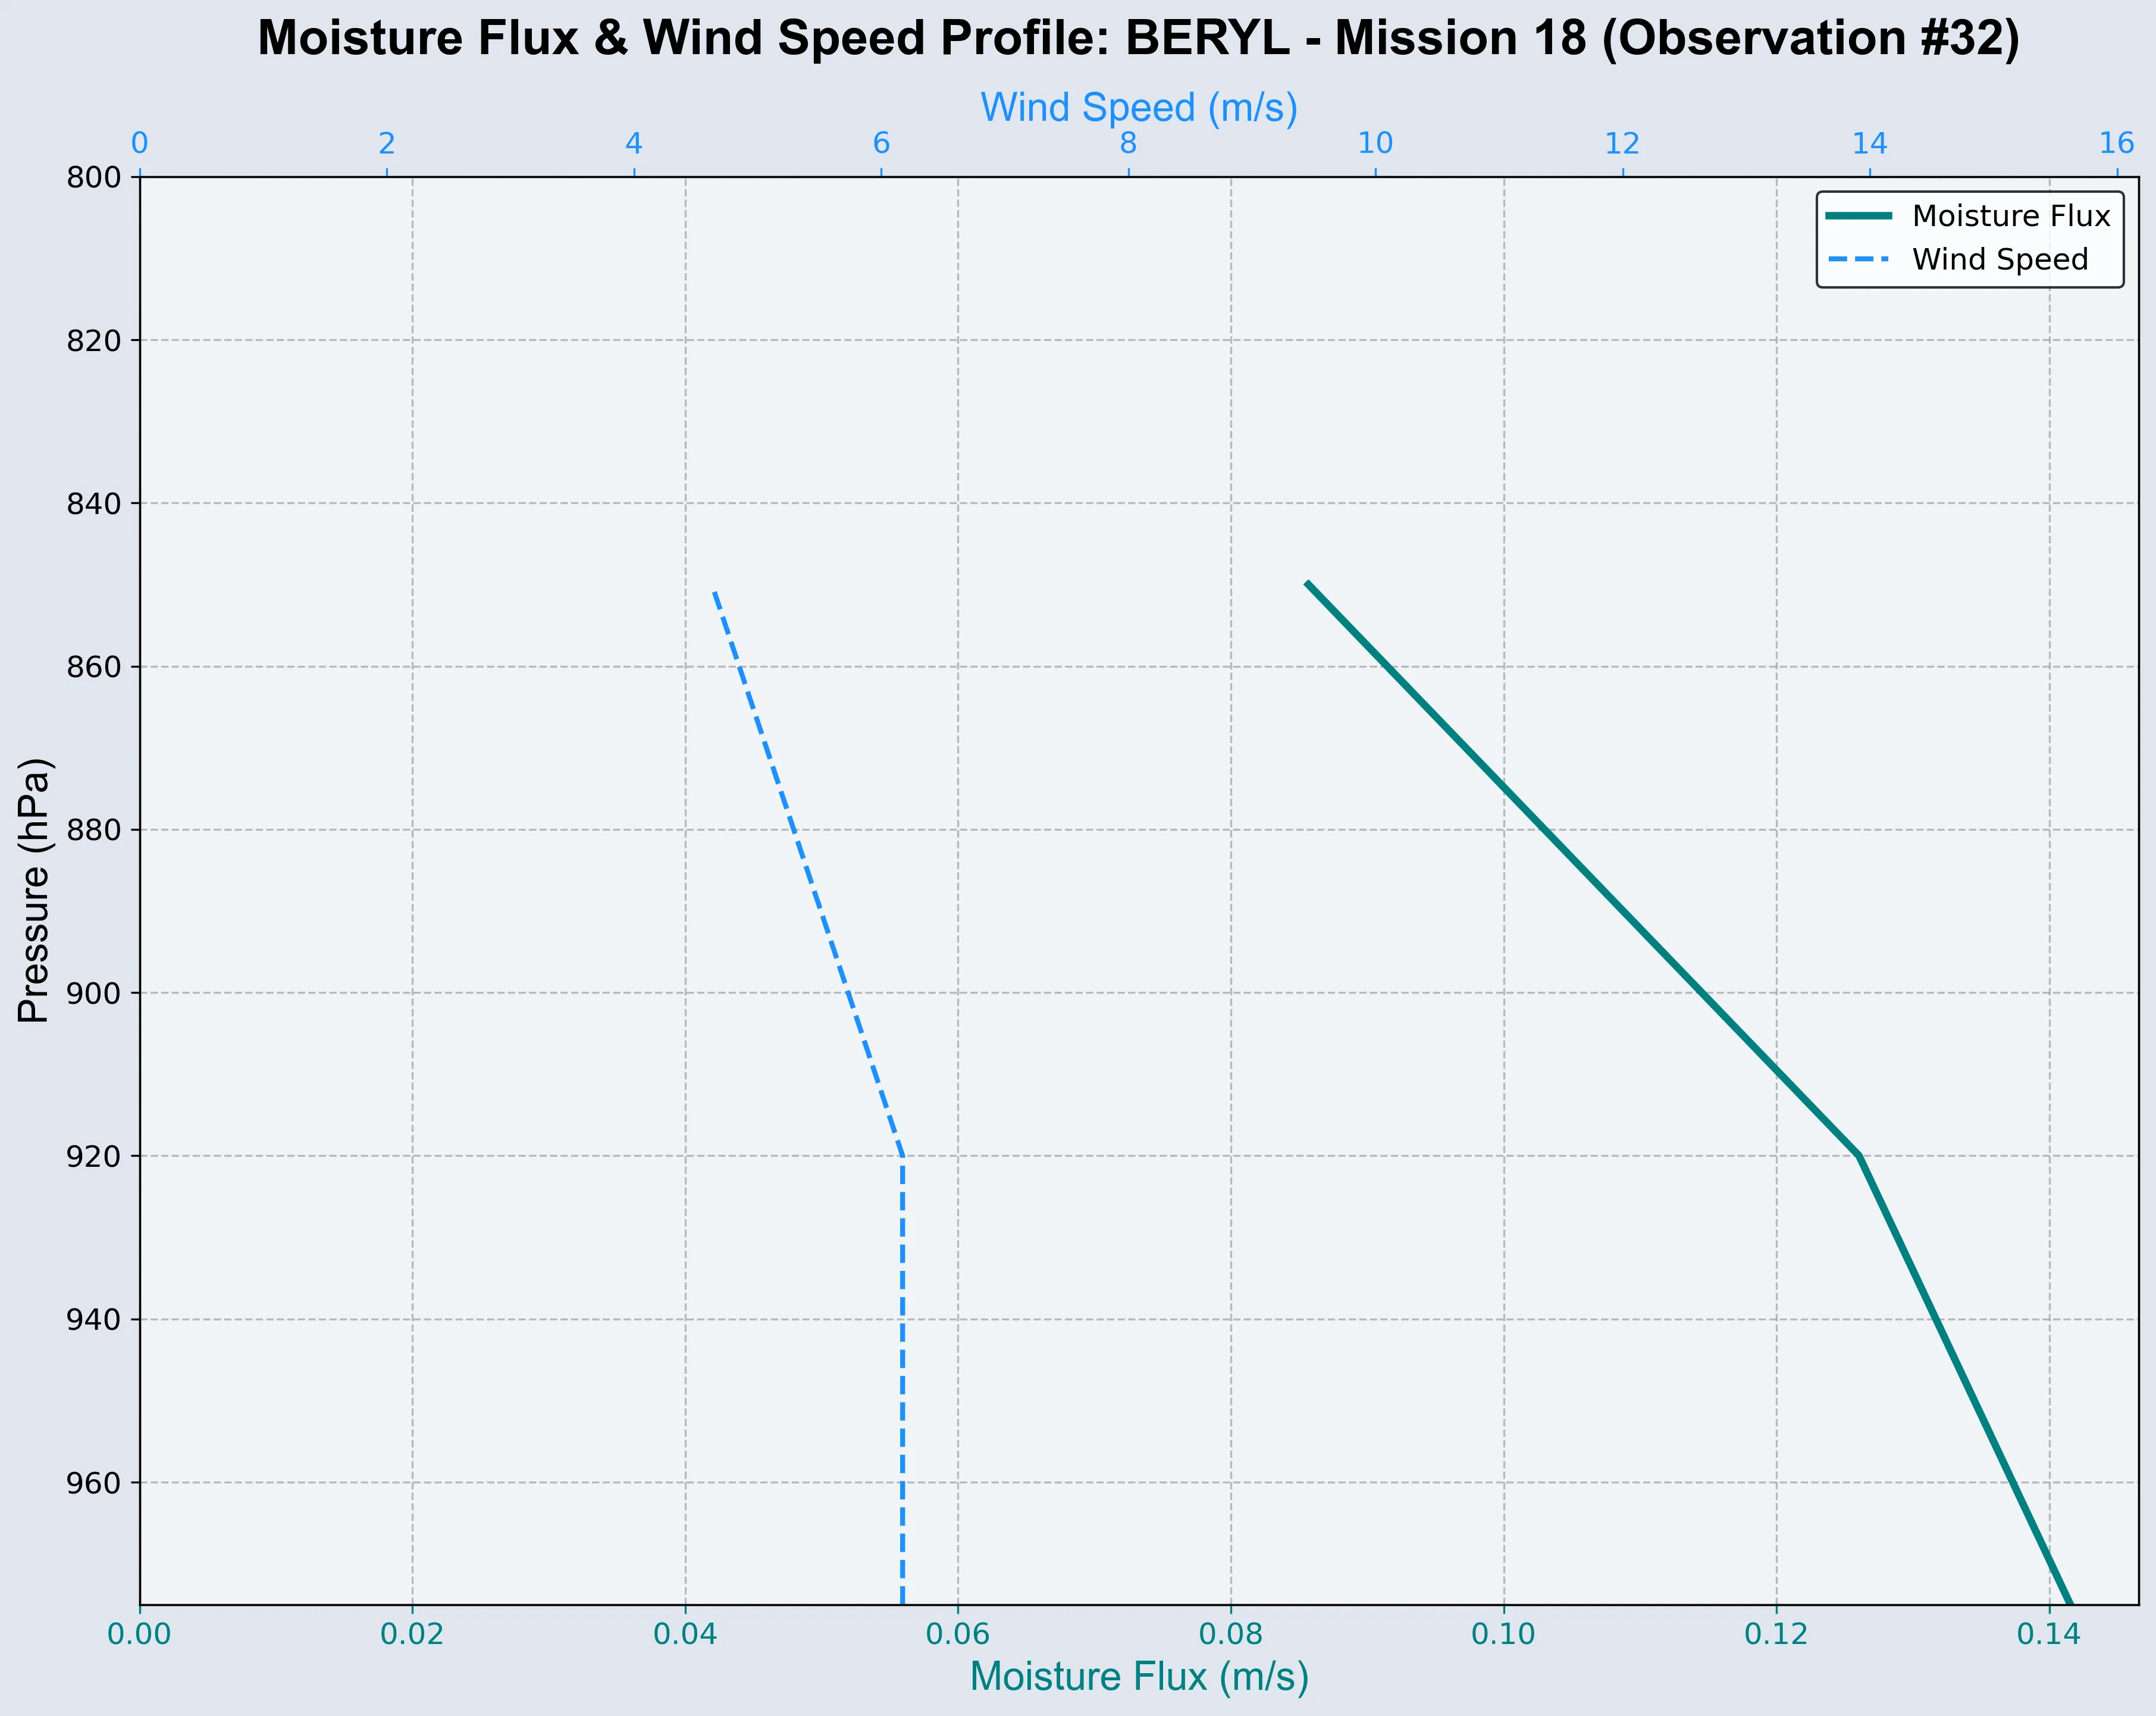 Moisture Flux & Wind Speed Profile: BERYL - Mission 18 (Observation #32)
Wind Speed (m/s)
0 2 4 6 8 10 12 14 16
Moisture Flux
Wind Speed
Pressure (hPa)
800
820
840
860
880
900
920
940
960
0.00 0.02 0.04 0.06 0.08 0.10 0.12 0.14
Moisture Flux (m/s)